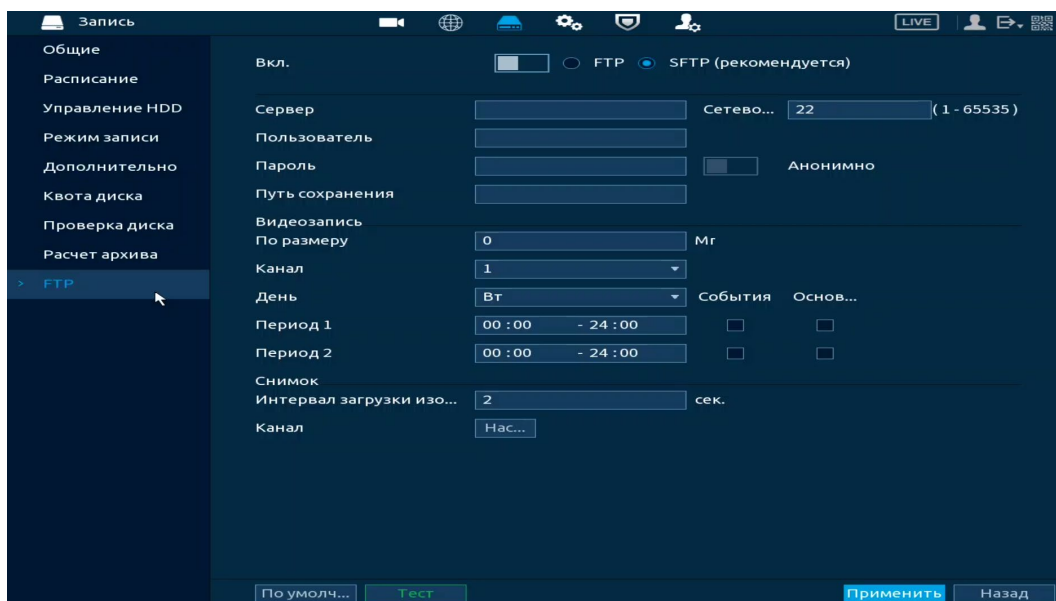 Запись LIVE
Общие
Расписание
Управление HDD
Режим записи
Дополнительно
Квота диска
Проверка диска
Расчет архива
> FTP
Вкл. FTP SFTP (рекомендуется)
Сервер Сетево... 22 (1-65535)
Пользователь
Пароль Анонимно
Путь сохранения
Видеозапись
По размеру 0 Мг
Канал 1
День Вт События Основ...
Период 1 00:00 - 24:00
Период 2 00:00 - 24:00
Снимок
Интервал загрузки изо... 2 сек.
Канал Нас...
По умолч... Тест Применить Назад